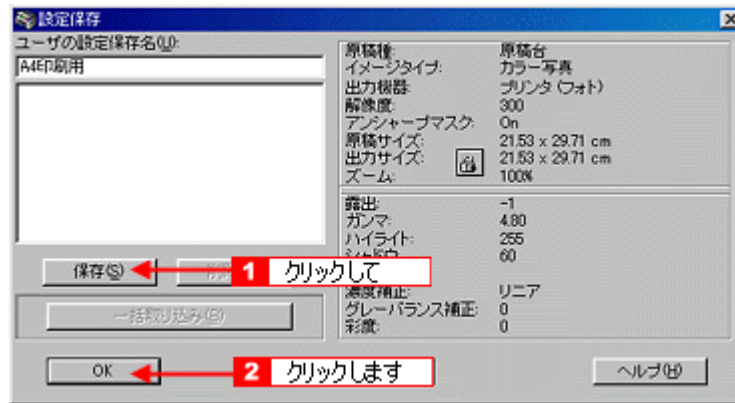 設定保存
ユーザの設定保存名(U):
A4印刷用
保存(S)
1 クリックして
一括取り込み(B)
OK
2 クリックします
原稿種: 原稿台
イメージタイプ: カラー写真
出力機器: プリンタ (フォト)
解像度: 300
アンシャープマスク: On
原稿サイズ: 21.53 x 29.71 cm
出力サイズ: 21.53 x 29.71 cm
ズーム: 100%
露出: -1
ガンマ: 4.80
ハイライト: 255
シャドウ: 60
濃度補正: リニア
グレーバランス補正: 0
彩度: 0
ヘルプ(H)